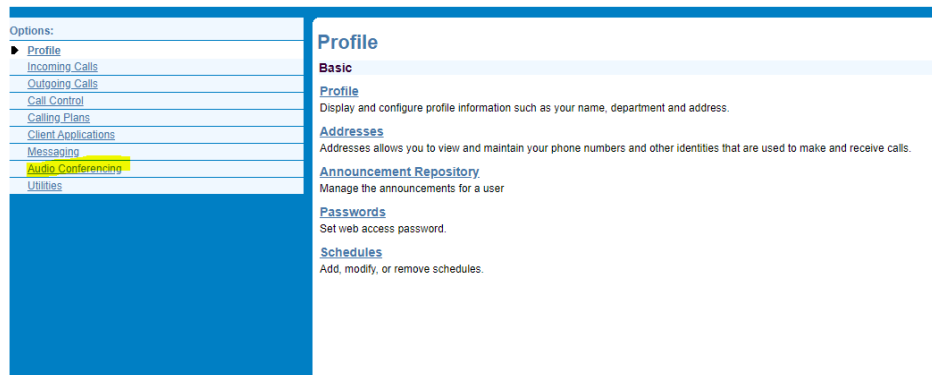 Options:
Profile
Incoming Calls
Outgoing Calls
Call Control
Calling Plans
Client Applications
Messaging
Audio Conferencing
Utilities
Profile
Basic
Profile
Display and configure profile information such as your name, department and address.
Addresses
Addresses allows you to view and maintain your phone numbers and other identities that are used to make and receive calls.
Announcement Repository
Manage the announcements for a user
Passwords
Set web access password.
Schedules
Add, modify, or remove schedules.